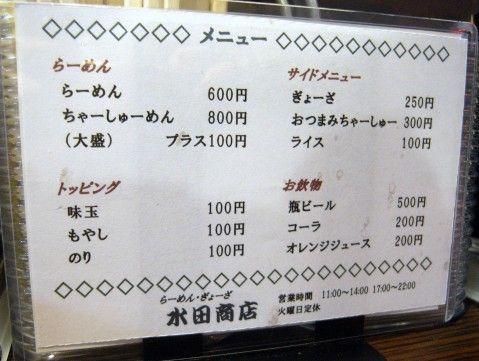 ◇◇◇◇◇◇◇ メニュー ◇◇◇◇◇◇◇◇◇◇
らーめん
らーめん 600円
ちゃーしゅーめん 800円
（大盛） プラス100円
サイドメニュー
ぎょーざ 250円
おつまみちゃーしゅー 300円
ライス 100円
トッピング
味玉 100円
もやし 100円
のり 100円
お飲物
瓶ビール 500円
コーラ 200円
オレンジジュース 200円
らーめん・ぎょーざ
水田商店
営業時間 11:00～14:00 17:00～22:00
火曜日定休